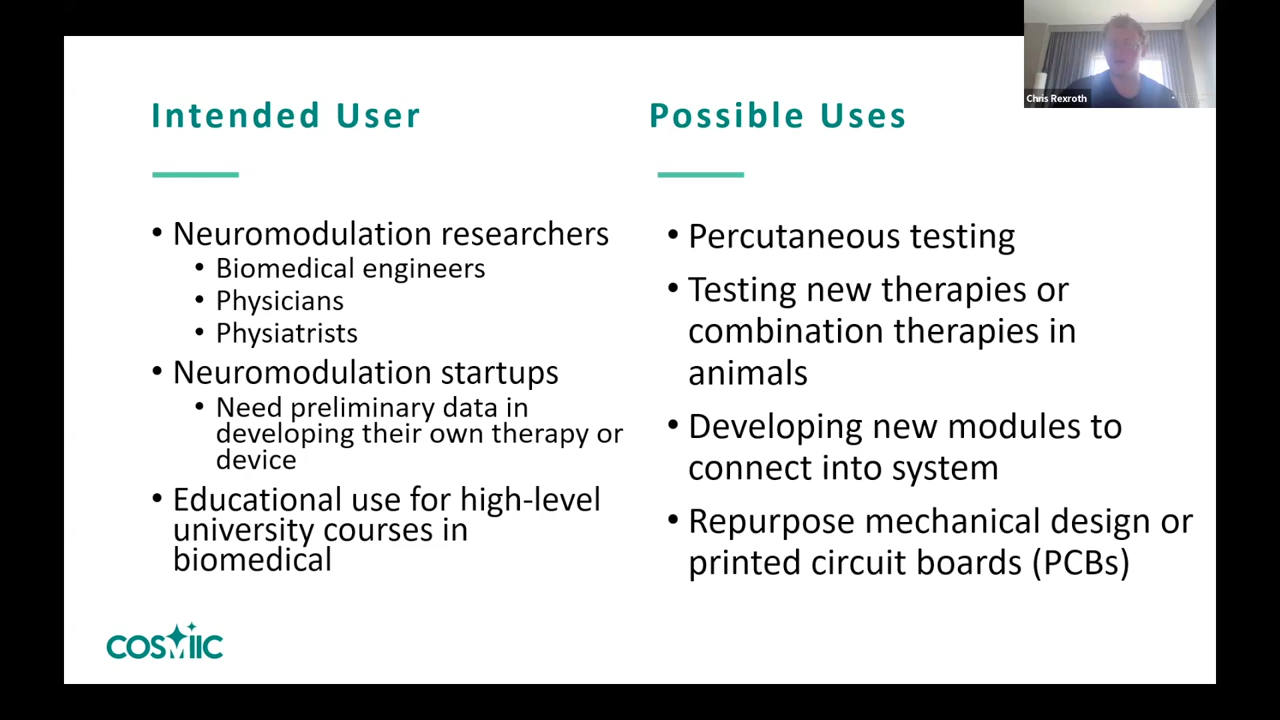 Chris Rexroth
Intended User
Neuromodulation researchers
Biomedical engineers
Physicians
Physiatrists
Neuromodulation startups
Need preliminary data in
developing their own therapy or
device
Educational use for high-level
university courses in
biomedical
Possible Uses
Percutaneous testing
Testing new therapies or
combination therapies in
animals
Developing new modules to
connect into system
Repurpose mechanical design or
printed circuit boards (PCBs)
COSMIIC